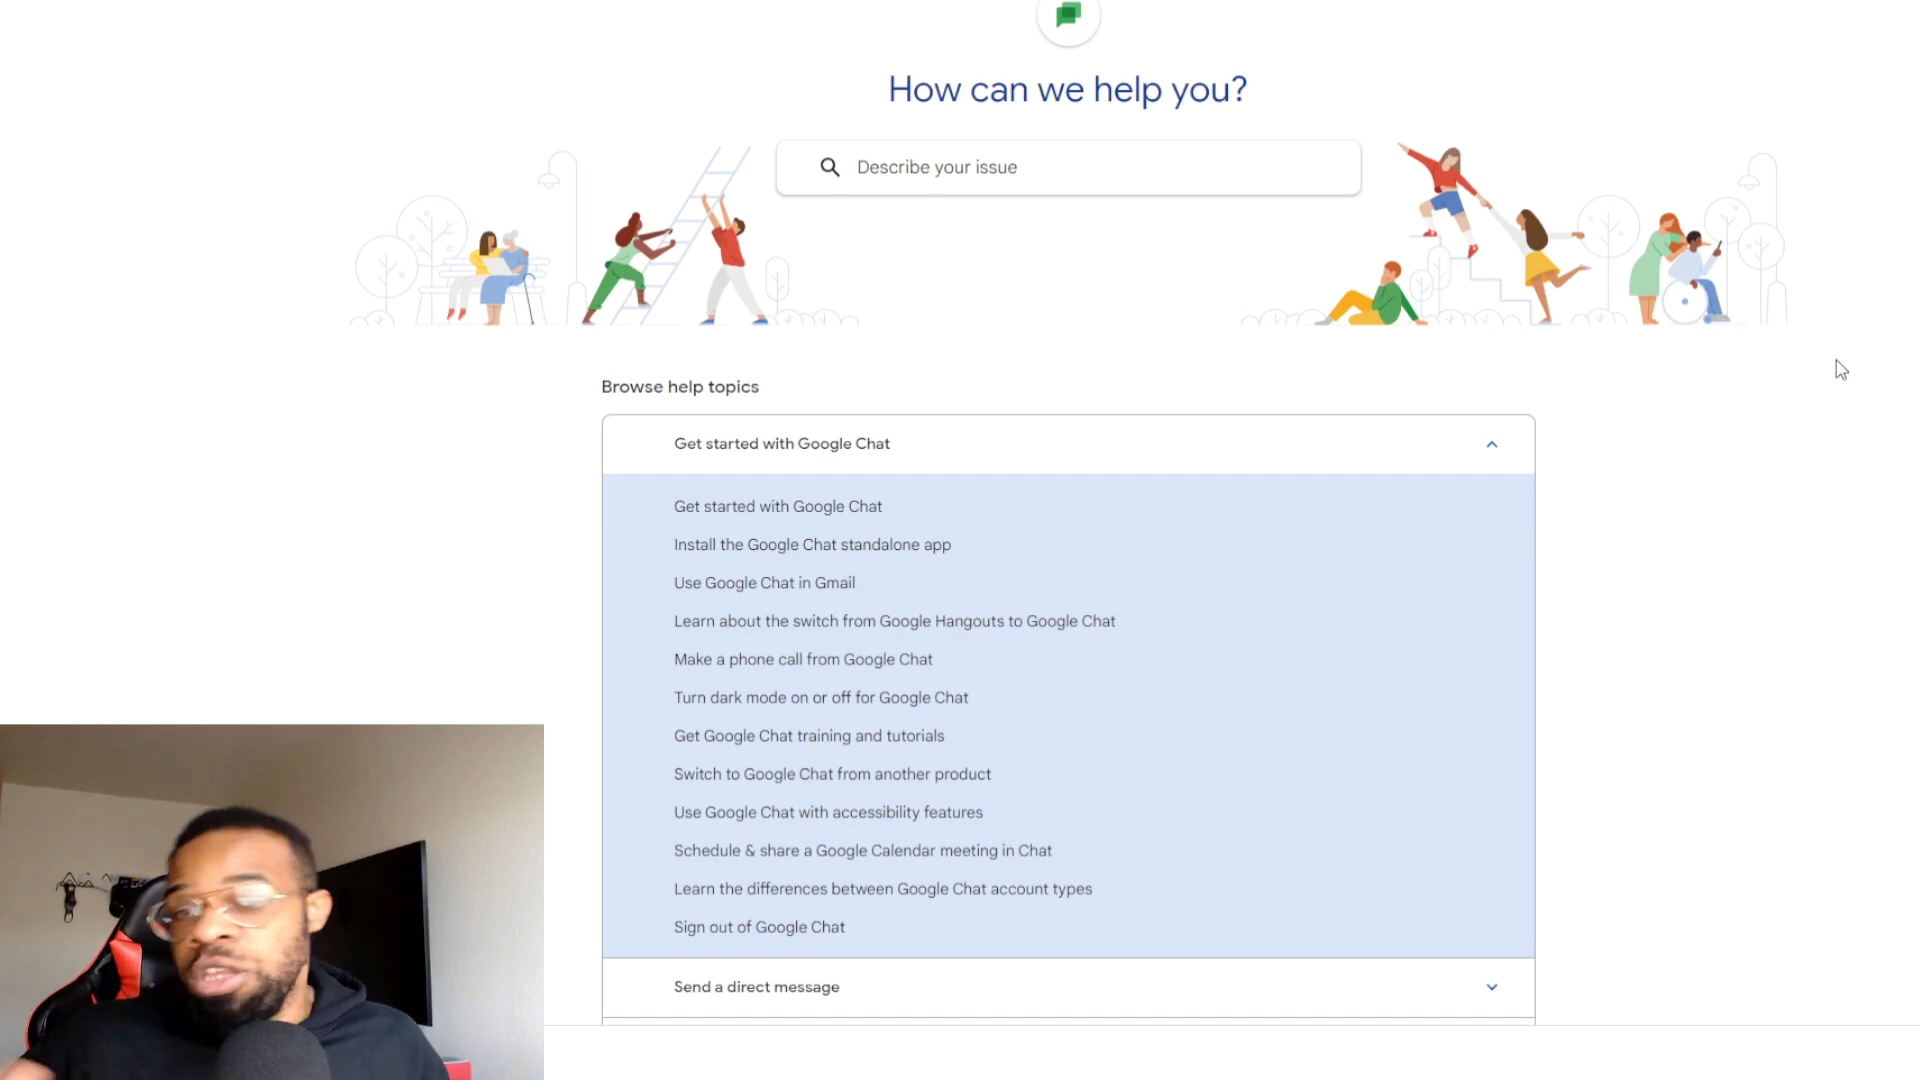 How can we help you?
Describe your issue
Browse help topics
Get started with Google Chat
Get started with Google Chat
Install the Google Chat standalone app
Use Google Chat in Gmail
Learn about the switch from Google Hangouts to Google Chat
Make a phone call from Google Chat
Turn dark mode on or off for Google Chat
Get Google Chat training and tutorials
Switch to Google Chat from another product
Use Google Chat with accessibility features
Schedule & share a Google Calendar meeting in Chat
Learn the differences between Google Chat account types
Sign out of Google Chat
Send a direct message